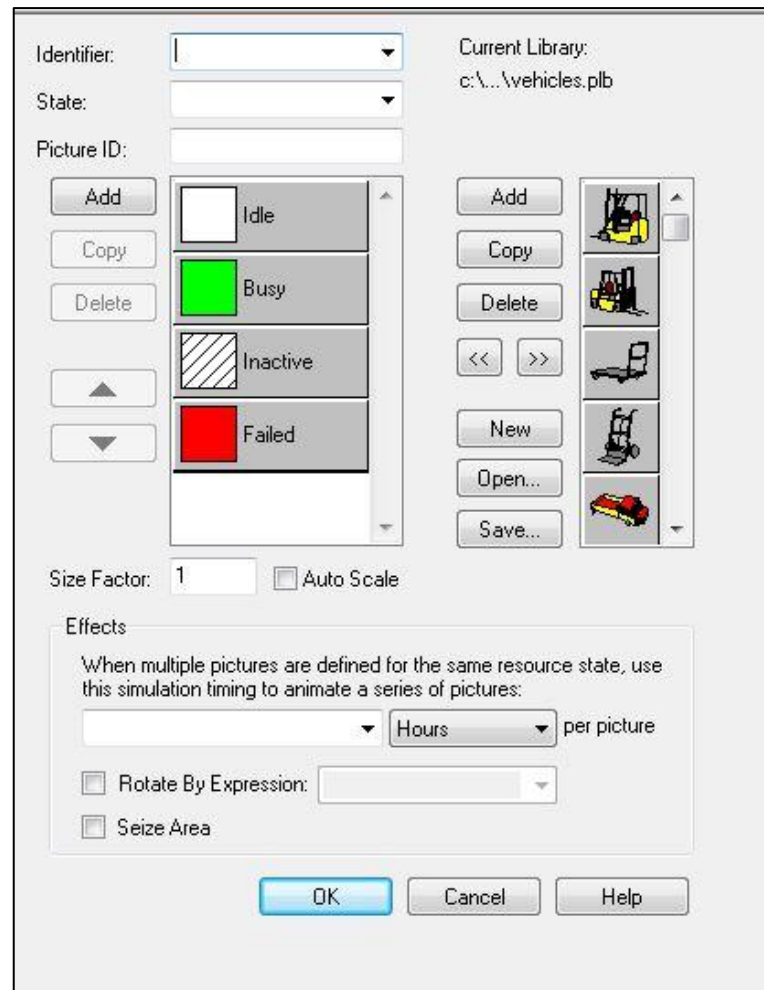 Identifier:
Current Library:
c:\...\vehicles.plb
State:
Picture ID:
Add
Copy
Delete
Idle
Busy
Inactive
Failed
Add
Copy
Delete
<< >>
New
Open...
Save...
Size Factor: 1 Auto Scale
Effects
When multiple pictures are defined for the same resource state, use
this simulation timing to animate a series of pictures:
Hours per picture
Rotate By Expression:
Seize Area
OK Cancel Help